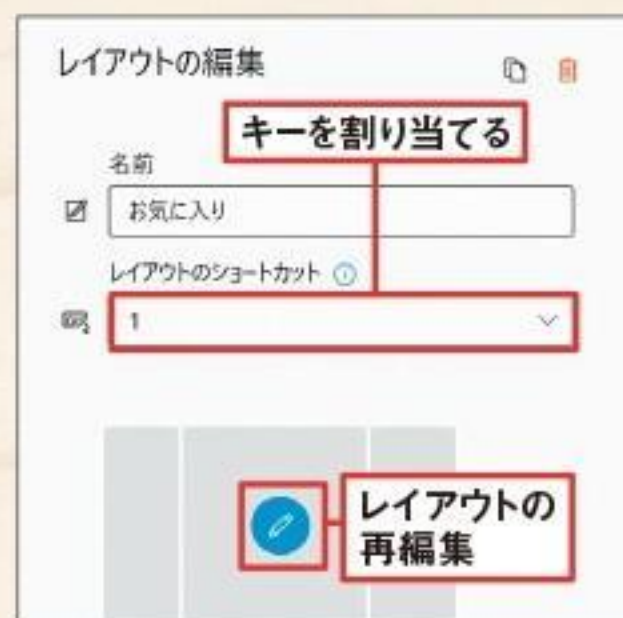 レイアウトの編集
キーを割り当てる
名前
お気に入り
レイアウトのショートカット
1
レイアウトの
再編集